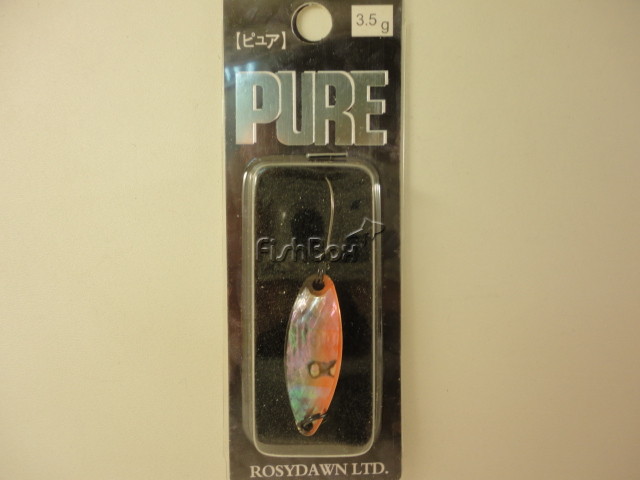 3.5g
【ピュア】
PURE
FishBox
ROSYDAWN LTD.